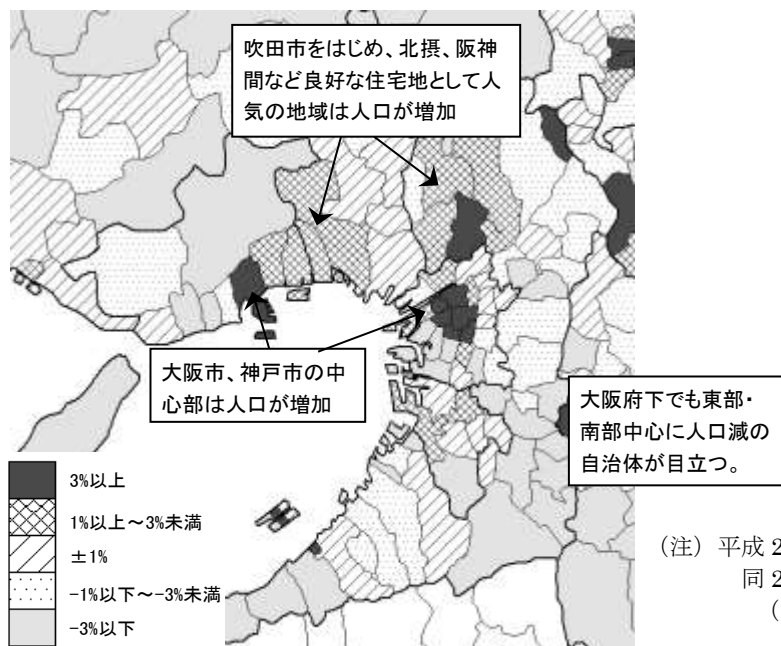 吹田市をはじめ、北摂、阪神
間など良好な住宅地として人
気の地域は人口が増加
大阪市、神戸市の中
心部は人口が増加
大阪府下でも東部・
南部中心に人口減の
自治体が目立つ。
3%以上
1%以上～3%未満
±1%
-1%以下～-3%未満
-3%以下
（注）平成 2
同 2
（